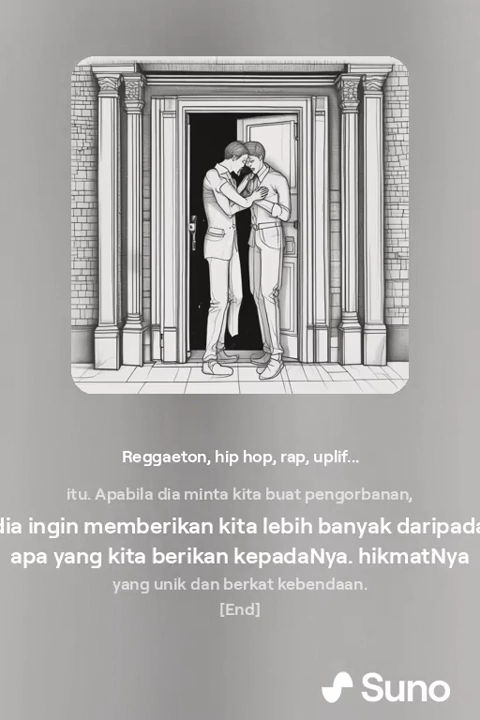 Reggaeton, hip hop, rap, uplif...
itu. Apabila dia minta kita buat pengorbanan,
dia ingin memberikan kita lebih banyak daripada
apa yang kita berikan kepadaNya. hikmatNya
yang unik dan berkat kebendaan.
[End]
Suno